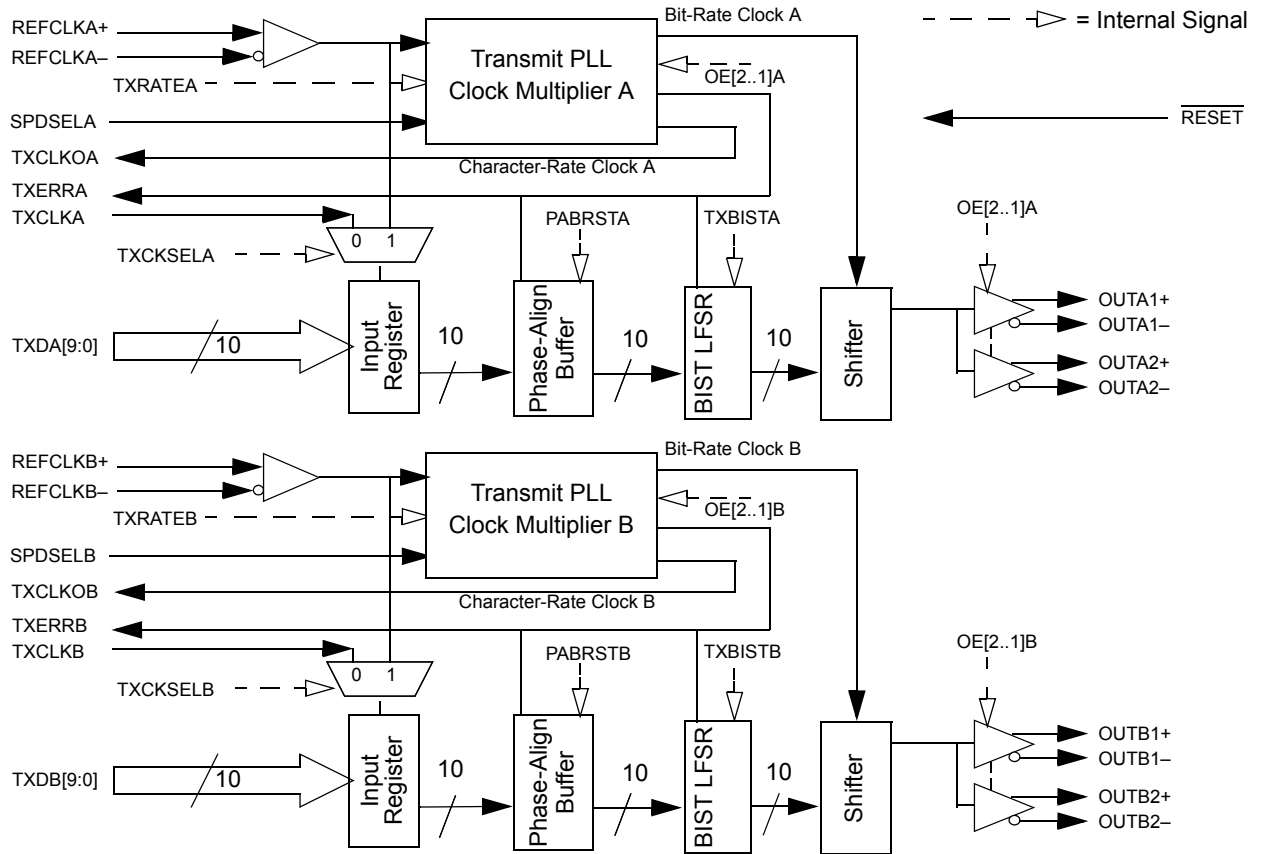 Bit-Rate Clock A
= Internal Signal
REFCLKA+
REFCLKA–
Transmit PLL
Clock Multiplier A
TXRATEA
OE[2..1]A
SPDSELA
RESET
TXCLKOA
Character-Rate Clock A
TXERRA
TXCLKA
PABRSTA
TXBISTA
OE[2..1]A
0 1
TXCKSELA
TXDA[9:0]
10
Input
Register
10
Phase-Align
Buffer
10
BIST LFSR
10
Shifter
OUTA1+
OUTA1–
OUTA2+
OUTA2–
Bit-Rate Clock B
REFCLKB+
REFCLKB–
Transmit PLL
Clock Multiplier B
TXRATEB
OE[2..1]B
SPDSELB
TXCLKOB
Character-Rate Clock B
TXERRB
TXCLKB
PABRSTB
TXBISTB
OE[2..1]B
0 1
TXCKSELB
TXDB[9:0]
10
Input
Register
10
Phase-Align
Buffer
10
BIST LFSR
10
Shifter
OUTB1+
OUTB1–
OUTB2+
OUTB2–